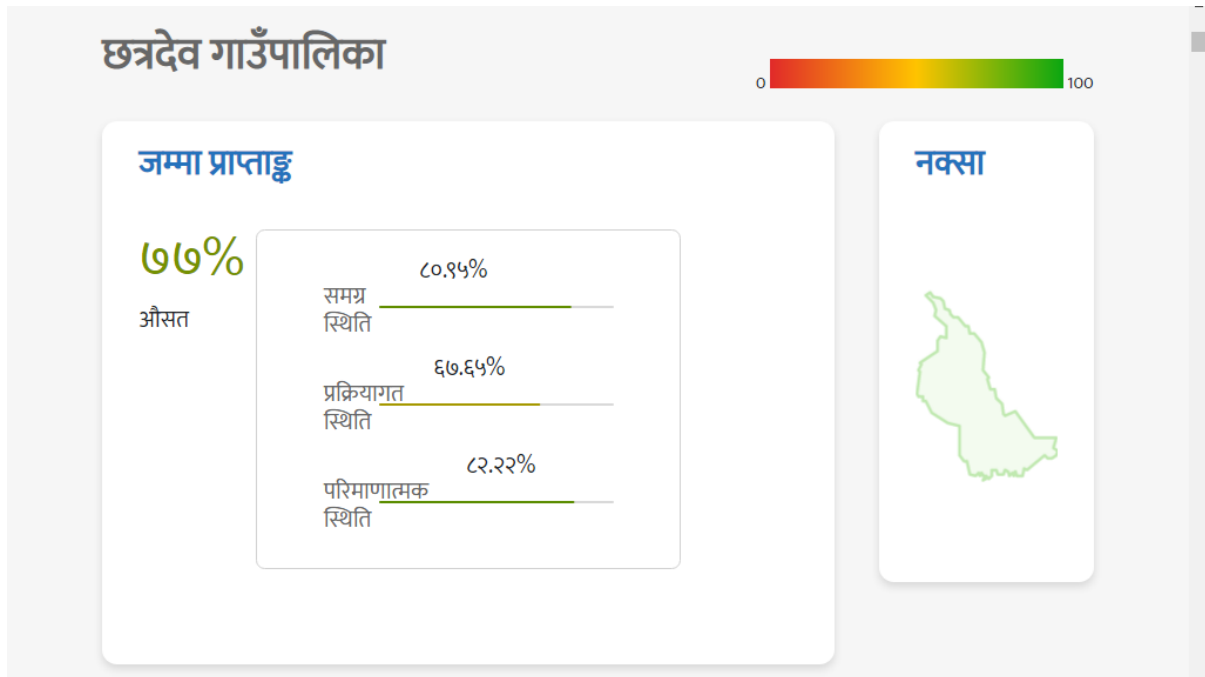 छत्रदेव गाउँपालिका
0 100
जम्मा प्राप्ताङ्क
७७%
औसत
८०.९५%
समग्र
स्थिति
६७.६५%
प्रक्रियागत
स्थिति
८२.२२%
परिमाणात्मक
स्थिति
नक्सा